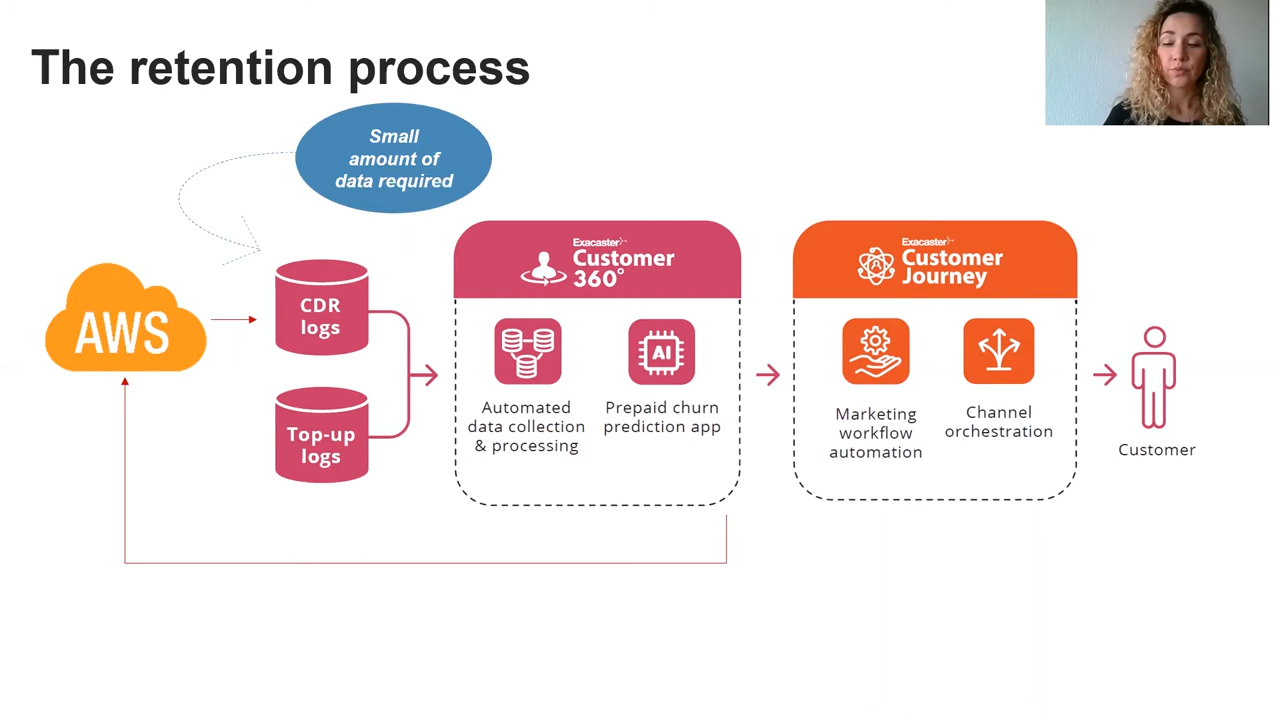 The retention process
Small
amount of
data required
AWS
CDR
logs
Top-up
logs
Exacaster
Customer
360°
AI
Automated
data collection
& processing
Prepaid churn
prediction app
Exacaster
Customer
Journey
Marketing
workflow
automation
Channel
orchestration
Customer